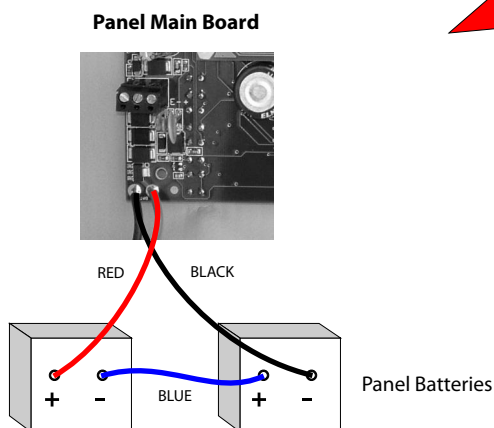 Panel Main Board
RED
BLACK
BLUE
+ -
+ -
Panel Batteries